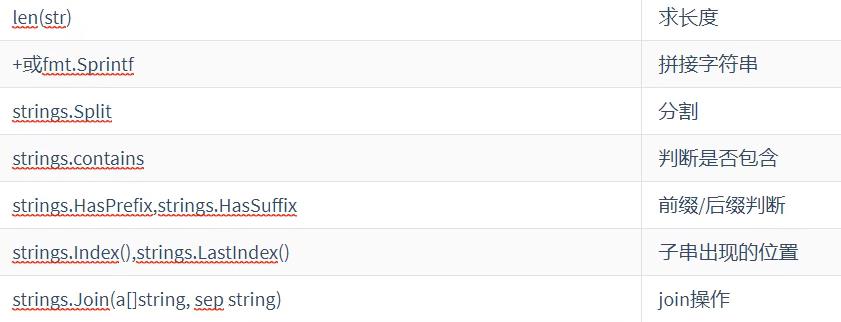 len(str) 求长度
+或fmt.Sprintf 拼接字符串
strings.Split 分割
strings.contains 判断是否包含
strings.HasPrefix,strings.HasSuffix 前缀/后缀判断
strings.Index(),strings.LastIndex() 子串出现的位置
strings.Join(a[]string, sep string) join操作